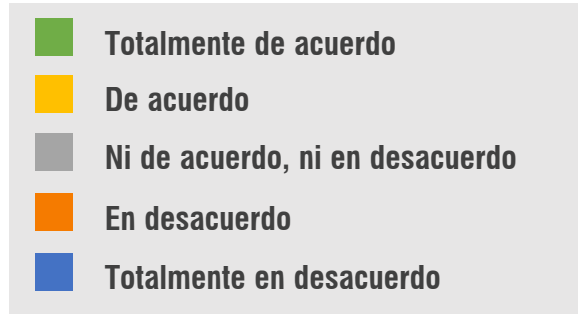 Totalmente de acuerdo
De acuerdo
Ni de acuerdo, ni en desacuerdo
En desacuerdo
Totalmente en desacuerdo